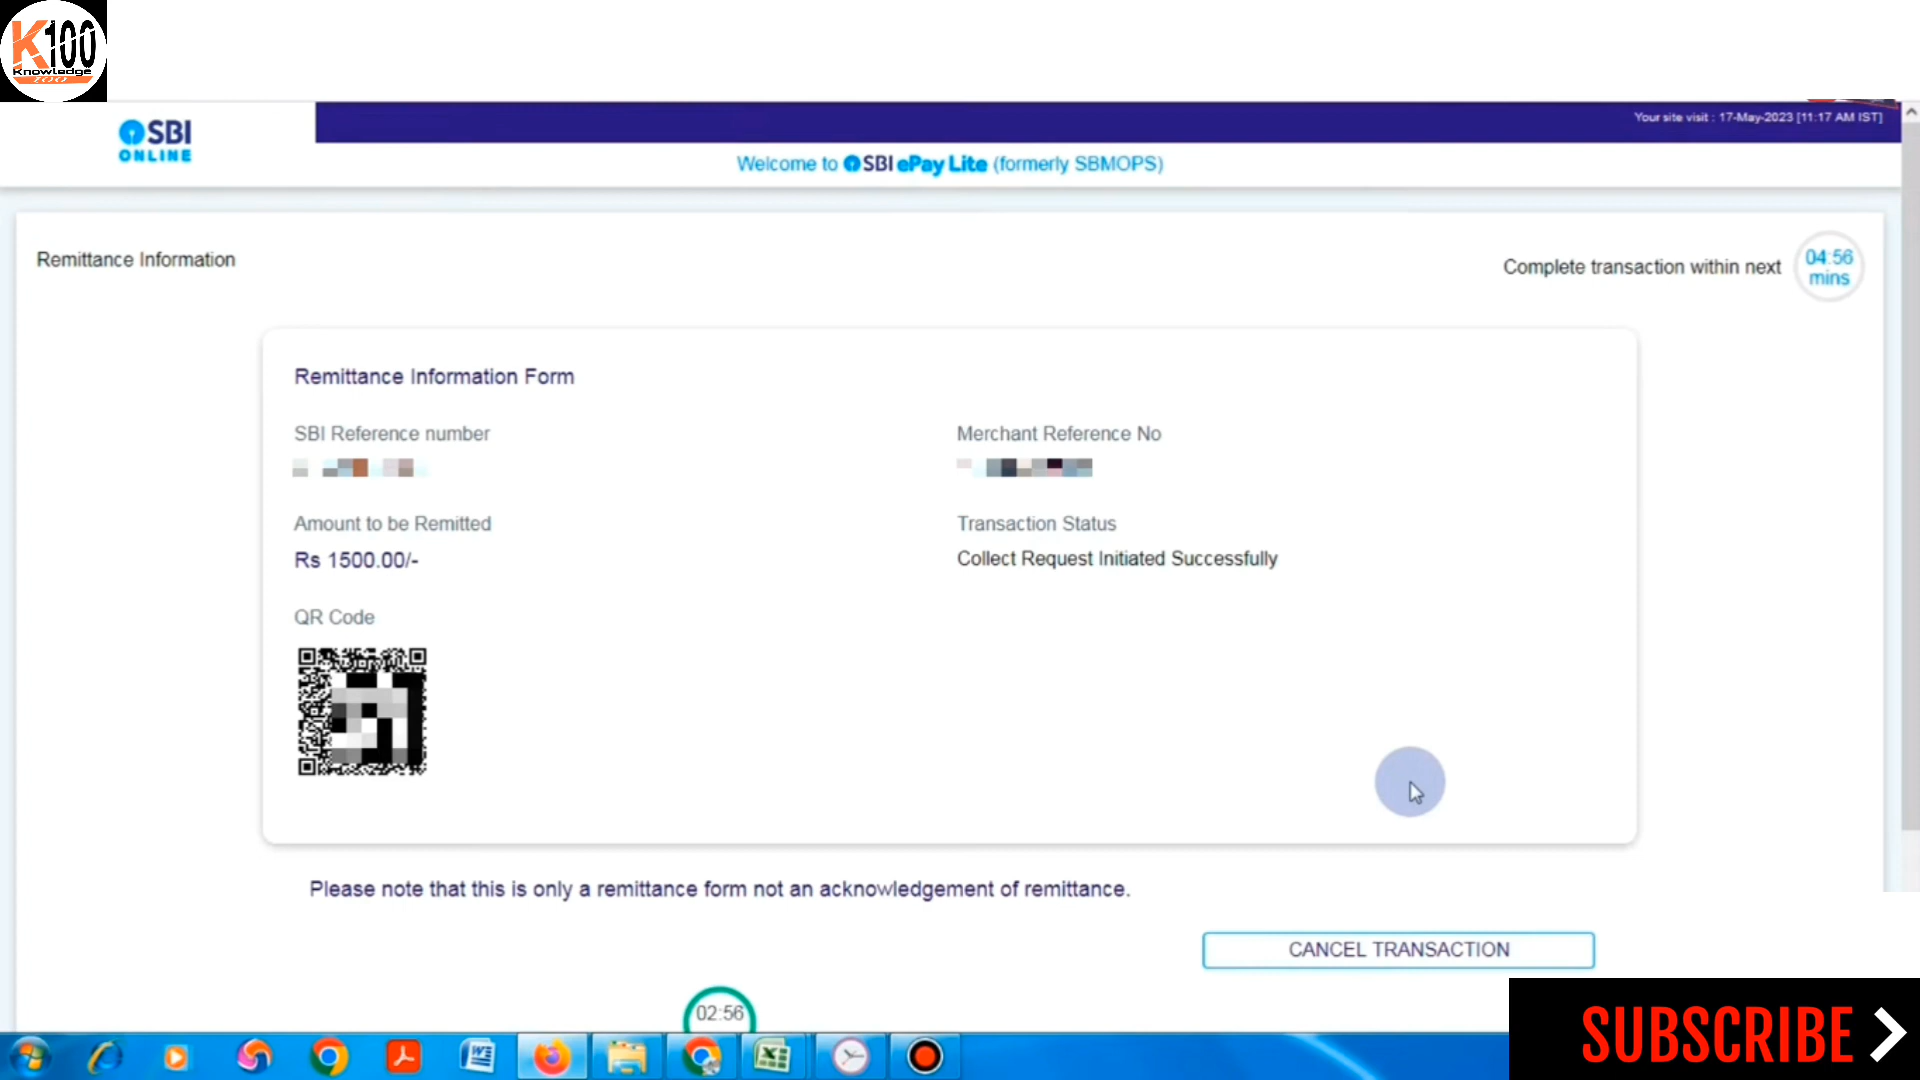 K100
Knowledge
100
SBI
ONLINE
Your site visit : 17-May-2023 [11:17 AM IST]
Welcome to SBI ePay Lite (formerly SBMOPS)
Remittance Information
Complete transaction within next
04:56
mins
Remittance Information Form
SBI Reference number
Merchant Reference No
Amount to be Remitted
Transaction Status
Rs 1500.00/-
Collect Request Initiated Successfully
QR Code
Please note that this is only a remittance form not an acknowledgement of remittance.
CANCEL TRANSACTION
02:56
SUBSCRIBE